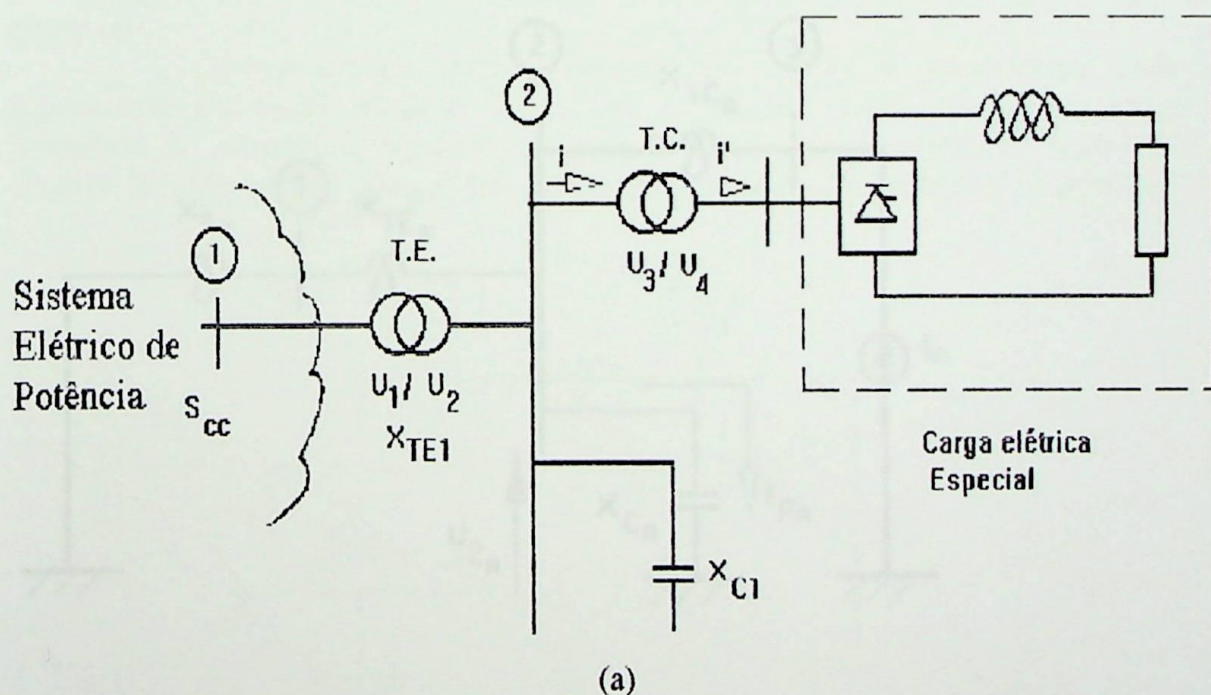 2
T.C.
i
i'
1
T.E.
U3/ U4
Sistema
Elétrico de
Potência
Scc
U1/ U2
XTE1
Carga elétrica
Especial
XC1
(a)